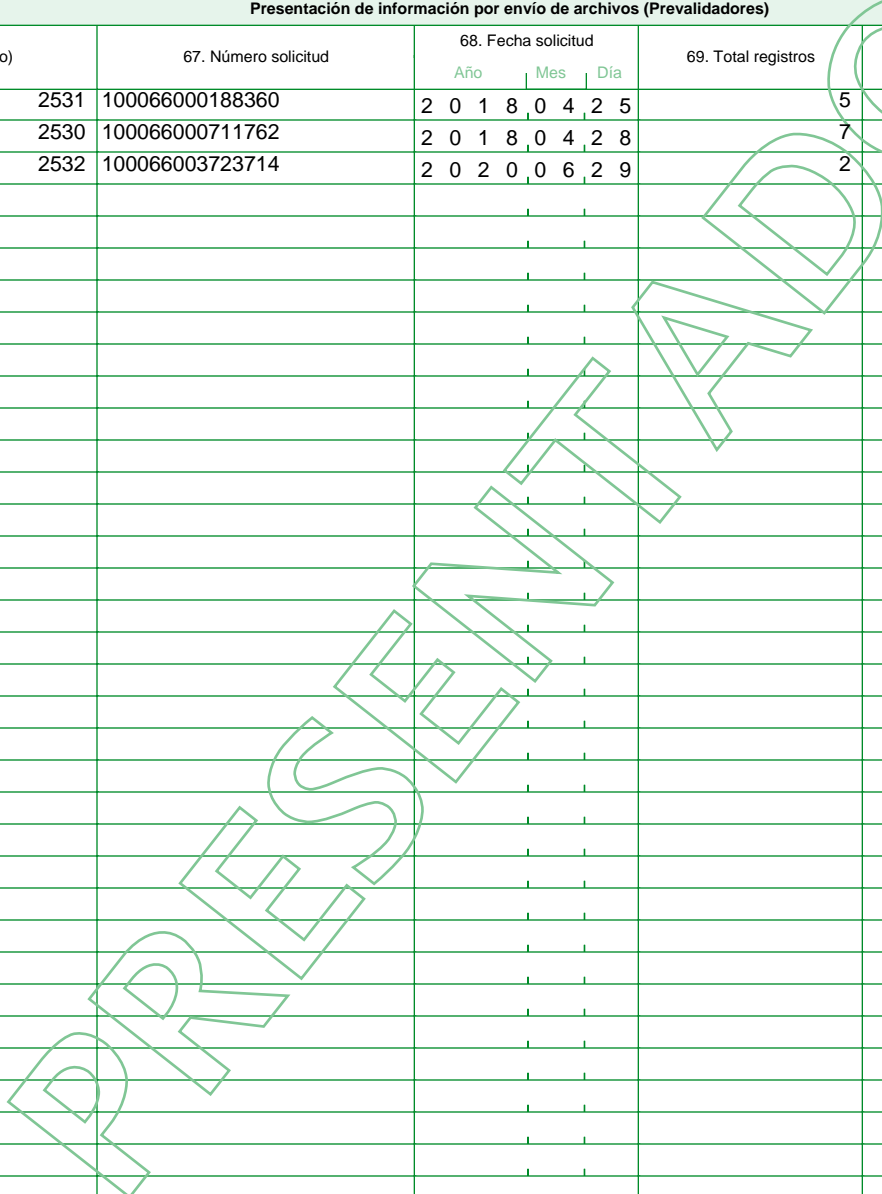 Presentación de información por envío de archivos (Prevalidadores)
o) 67. Número solicitud 68. Fecha solicitud 69. Total registros
Año Mes Día
2531 100066000188360 2 0 1 8 0 4 2 5 5
2530 100066000711762 2 0 1 8 0 4 2 8 7
2532 100066003723714 2 0 2 0 0 6 2 9 2
PRESENTADO